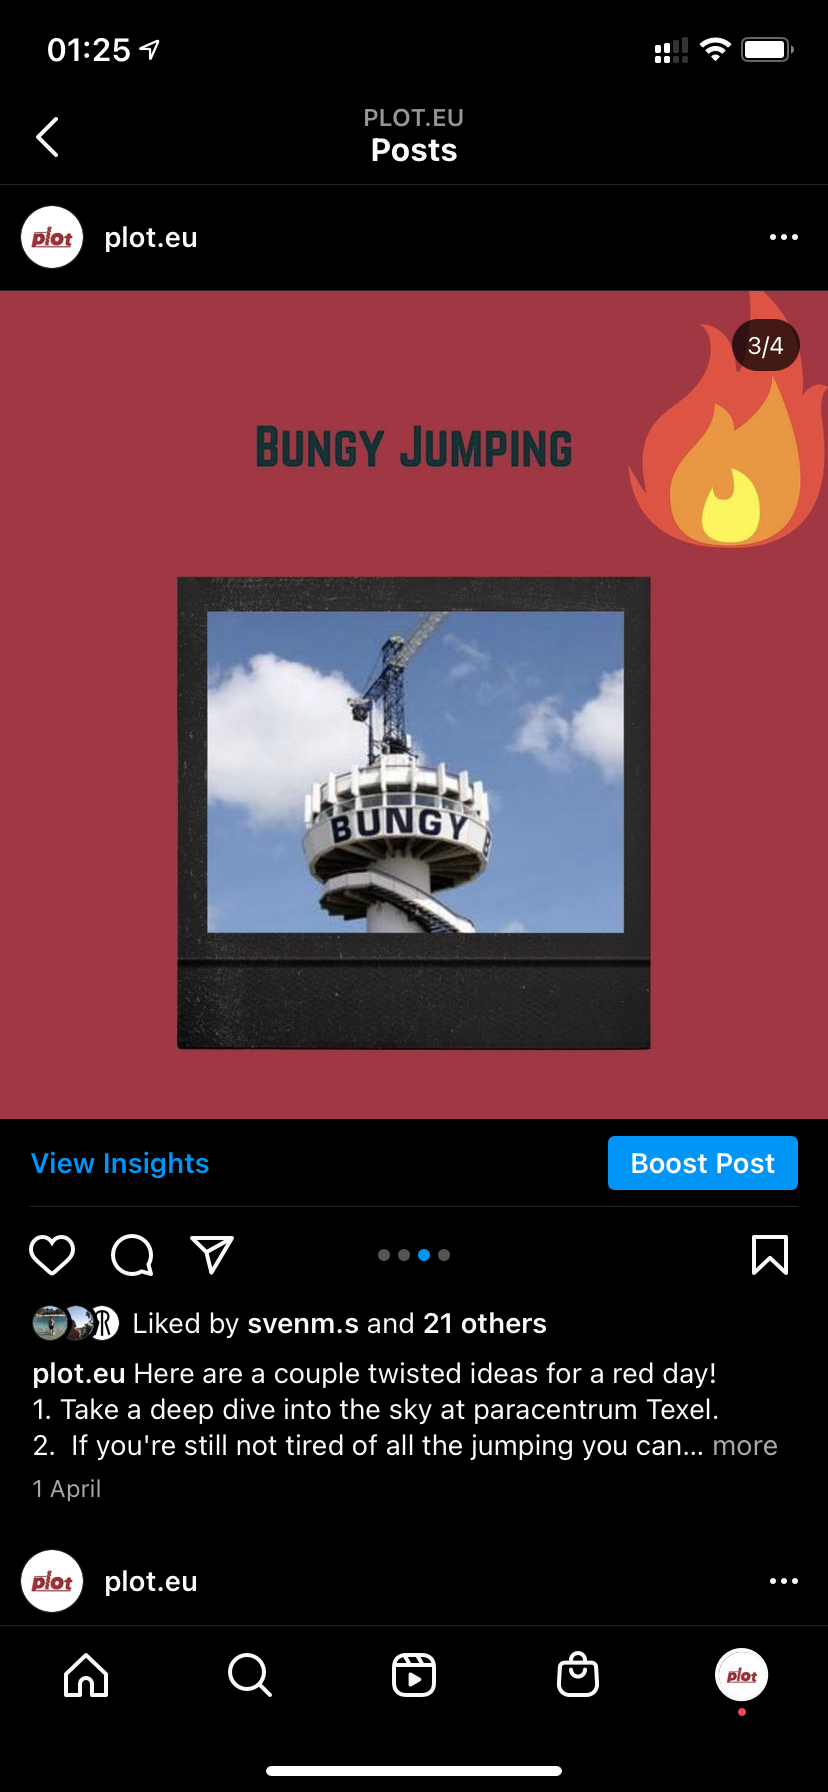 01:25
PLOT.EU
Posts
plot plot.eu
3/4
BUNGY JUMPING
BUNGY B
View Insights
Boost Post
R Liked by svenm.s and 21 others
plot.eu Here are a couple twisted ideas for a red day!
1. Take a deep dive into the sky at paracentrum Texel.
2. If you're still not tired of all the jumping you can... more
1 April
plot plot.eu
plot